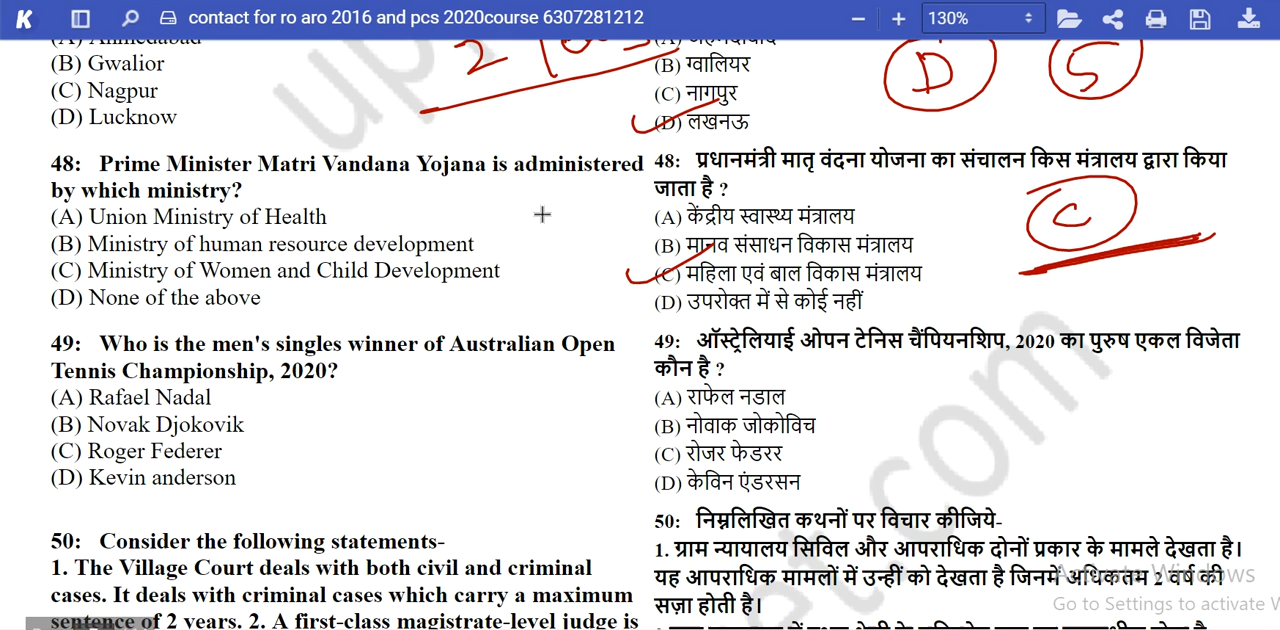 contact for ro aro 2016 and pcs 2020course 6307281212
130%
(A) Ahmedabad
(B) Gwalior
(C) Nagpur
(D) Lucknow
48: Prime Minister Matri Vandana Yojana is administered
by which ministry?
(A) Union Ministry of Health
(B) Ministry of human resource development
(C) Ministry of Women and Child Development
(D) None of the above
49: Who is the men's singles winner of Australian Open
Tennis Championship, 2020?
(A) Rafael Nadal
(B) Novak Djokovik
(C) Roger Federer
(D) Kevin anderson
50: Consider the following statements-
1. The Village Court deals with both civil and criminal
cases. It deals with criminal cases which carry a maximum
sentence of 2 years. 2. A first-class magistrate-level judge is
(A) अहमदाबाद
(B) ग्वालियर
(C) नागपुर
(D) लखनऊ
48: प्रधानमंत्री मातृ वंदना योजना का संचालन किस मंत्रालय द्वारा किया
जाता है ?
(A) केंद्रीय स्वास्थ्य मंत्रालय
(B) मानव संसाधन विकास मंत्रालय
(C) महिला एवं बाल विकास मंत्रालय
(D) उपरोक्त में से कोई नहीं
49: ऑस्ट्रेलियाई ओपन टेनिस चैंपियनशिप, 2020 का पुरुष एकल विजेता
कौन है ?
(A) राफेल नडाल
(B) नोवाक जोकोविच
(C) रोजर फेडरर
(D) केविन एंडरसन
50: निम्नलिखित कथनों पर विचार कीजिये-
1. ग्राम न्यायालय सिविल और आपराधिक दोनों प्रकार के मामले देखता है।
यह आपराधिक मामलों में उन्हीं को देखता है जिनमें अधिकतम 2 वर्ष की
सज़ा होती है।
2
D
5
C
Activate Windows
Go to Settings to activate W